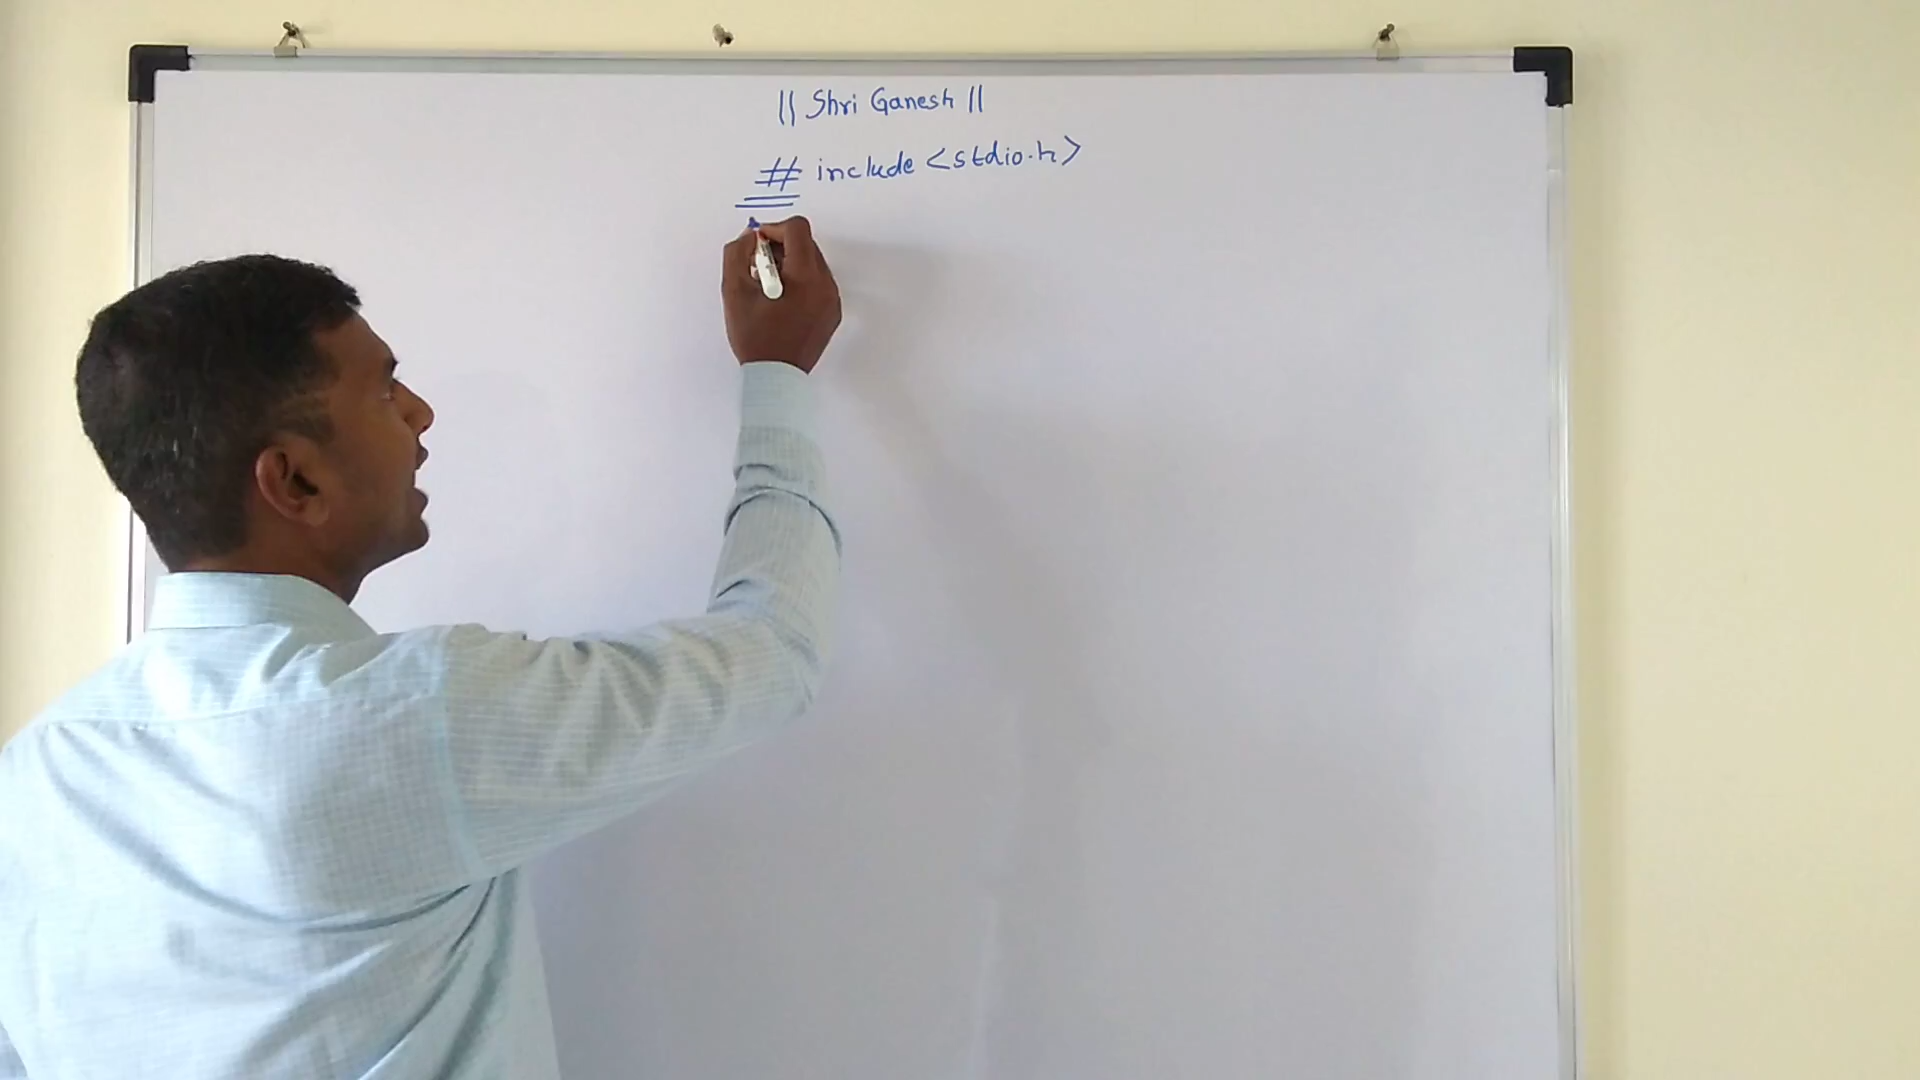 || Shri Ganesh ||
# include <stdio.h>